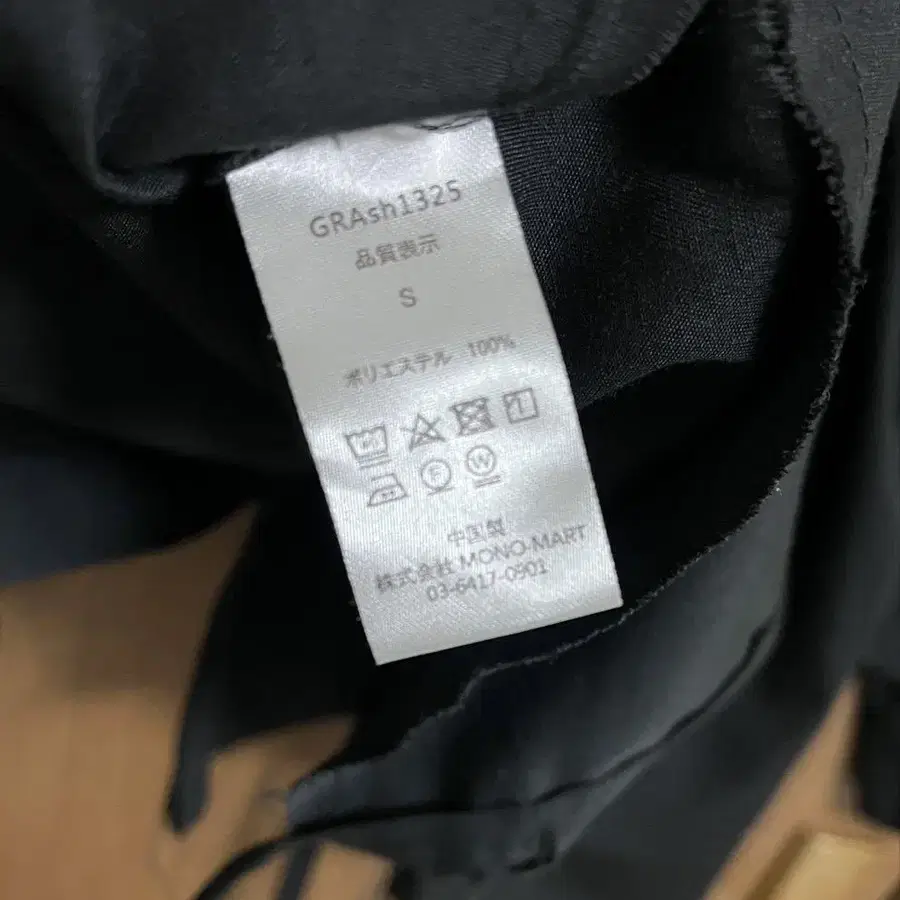 GRAsh1325
品質表示
S
ポリエステル 100%
F W
中国製
株式会社 MONO-MART
03-6417-0901